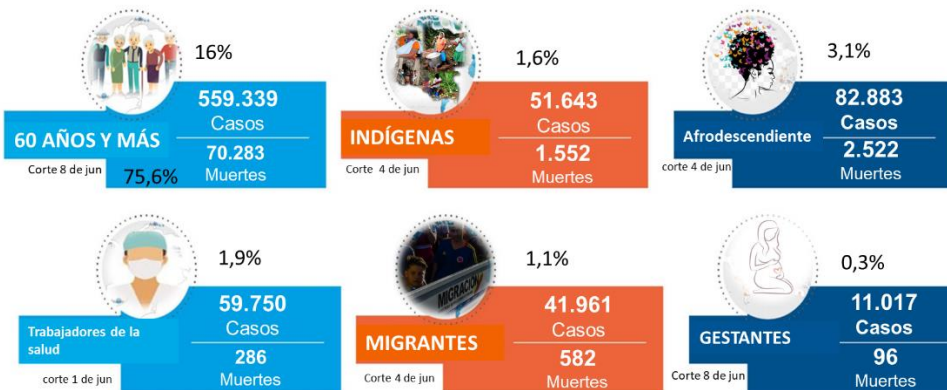 16%
559.339
Casos
60 AÑOS Y MÁS
70.283
Muertes
Corte 8 de jun
75,6%
1,6%
51.643
Casos
INDÍGENAS
1.552
Muertes
Corte 4 de jun
3,1%
82.883
Casos
Afrodescendiente
2.522
Muertes
corte 4 de jun
1,9%
59.750
Casos
Trabajadores de la
salud
286
Muertes
corte 1 de jun
1,1%
MIGRACIÓN
41.961
Casos
MIGRANTES
582
Muertes
Corte 4 de jun
0,3%
11.017
Casos
GESTANTES
96
Muertes
Corte 8 de jun